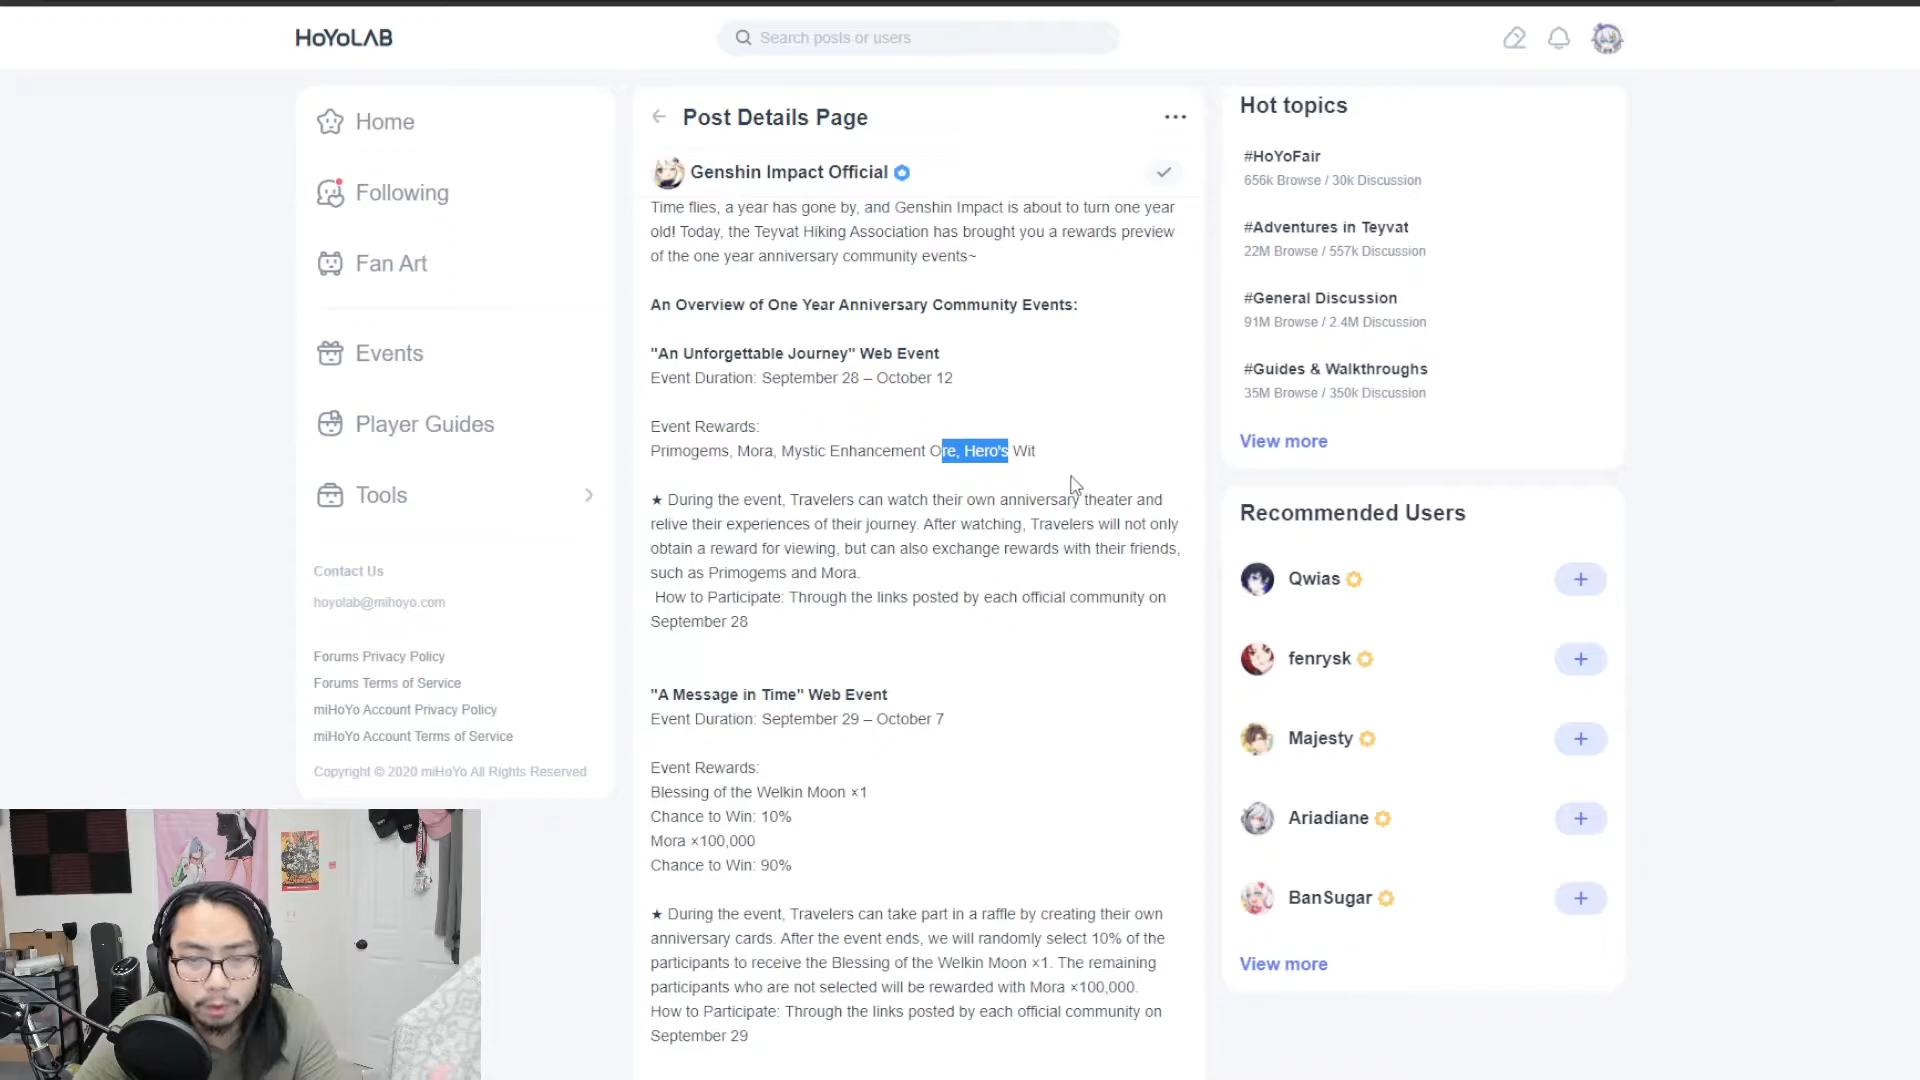 HoYoLAB
Search posts or users
Home
Following
Fan Art
Events
Player Guides
Tools
Contact Us
hoyolab@mihoyo.com
Forums Privacy Policy
Forums Terms of Service
miHoYo Account Privacy Policy
miHoYo Account Terms of Service
Copyright © 2020 miHoYo All Rights Reserved
Post Details Page
Genshin Impact Official
Time flies, a year has gone by, and Genshin Impact is about to turn one year
old! Today, the Teyvat Hiking Association has brought you a rewards preview
of the one year anniversary community events~
An Overview of One Year Anniversary Community Events:
"An Unforgettable Journey" Web Event
Event Duration: September 28 – October 12
Event Rewards:
Primogems, Mora, Mystic Enhancement Ore, Hero's Wit
★ During the event, Travelers can watch their own anniversary theater and
relive their experiences of their journey. After watching, Travelers will not only
obtain a reward for viewing, but can also exchange rewards with their friends,
such as Primogems and Mora.
How to Participate: Through the links posted by each official community on
September 28
"A Message in Time" Web Event
Event Duration: September 29 – October 7
Event Rewards:
Blessing of the Welkin Moon ×1
Chance to Win: 10%
Mora ×100,000
Chance to Win: 90%
★ During the event, Travelers can take part in a raffle by creating their own
anniversary cards. After the event ends, we will randomly select 10% of the
participants to receive the Blessing of the Welkin Moon ×1. The remaining
participants who are not selected will be rewarded with Mora ×100,000.
How to Participate: Through the links posted by each official community on
September 29
Hot topics
#HoYoFair
656k Browse / 30k Discussion
#Adventures in Teyvat
22M Browse / 557k Discussion
#General Discussion
91M Browse / 2.4M Discussion
#Guides & Walkthroughs
35M Browse / 350k Discussion
View more
Recommended Users
Qwias
fenrysk
Majesty
Ariadiane
BanSugar
View more